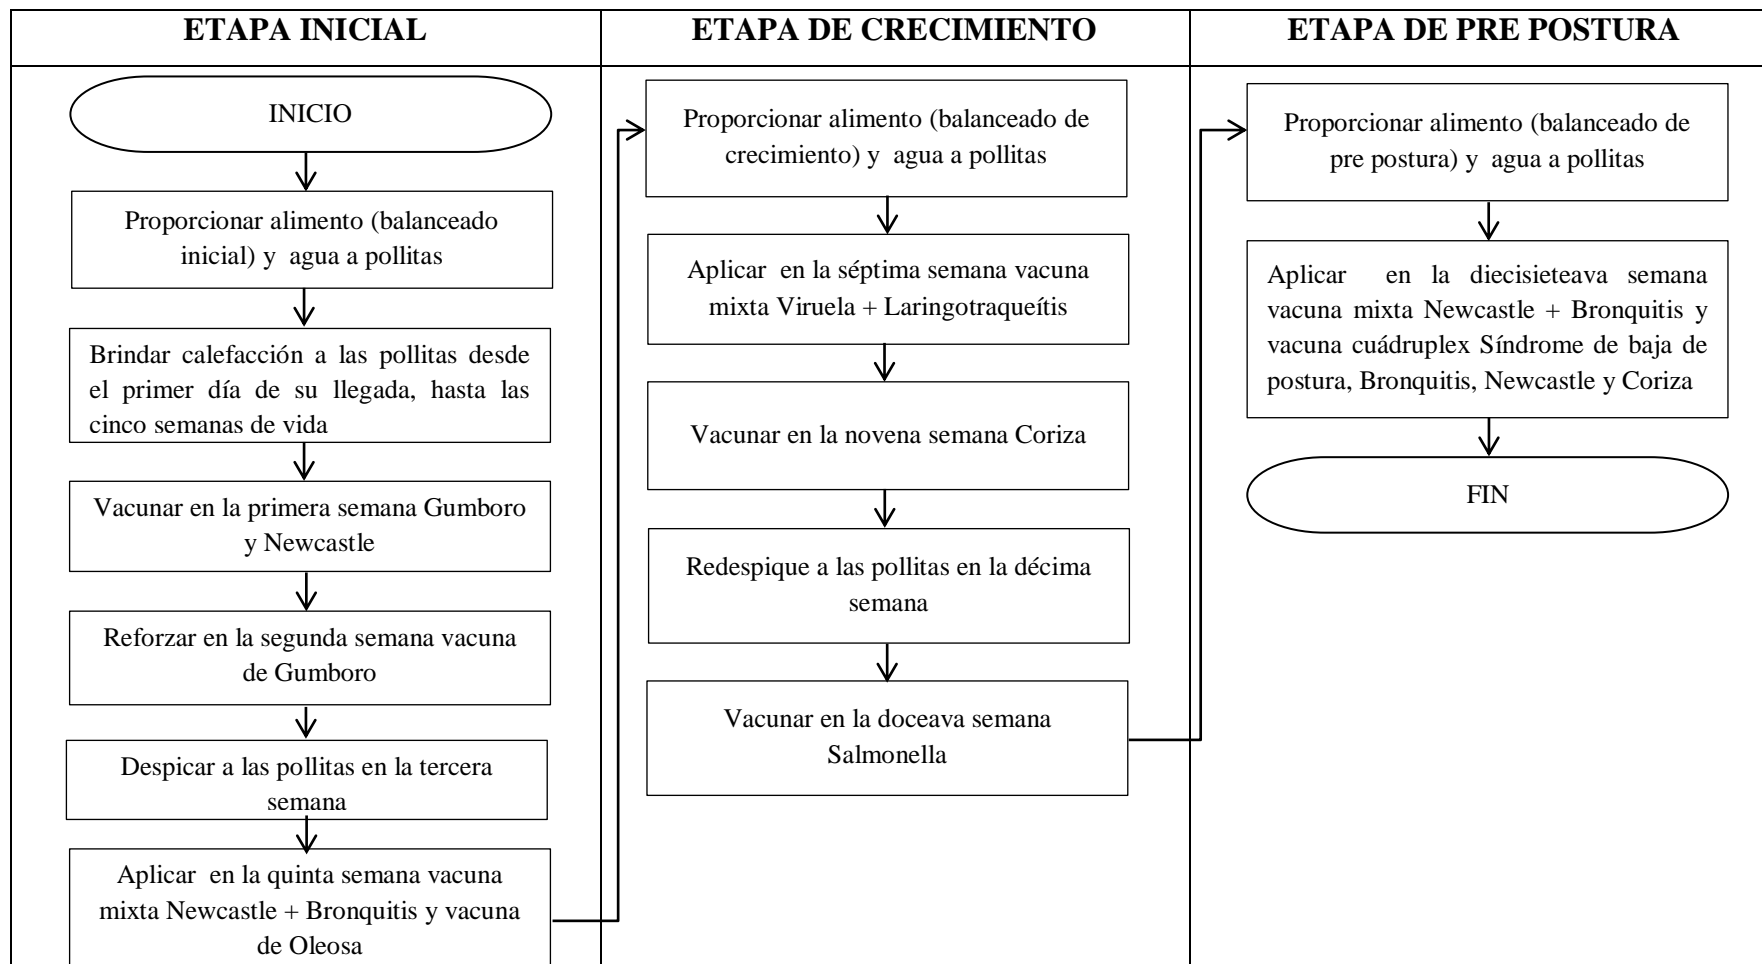 ETAPA INICIAL
INICIO
Proporcionar alimento (balanceado
inicial) y agua a pollitas
Brindar calefacción a las pollitas desde
el primer día de su llegada, hasta las
cinco semanas de vida
Vacunar en la primera semana Gumboro
y Newcastle
Reforzar en la segunda semana vacuna
de Gumboro
Despicar a las pollitas en la tercera
semana
Aplicar en la quinta semana vacuna
mixta Newcastle + Bronquitis y vacuna
de Oleosa
ETAPA DE CRECIMIENTO
Proporcionar alimento (balanceado de
crecimiento) y agua a pollitas
Aplicar en la séptima semana vacuna
mixta Viruela + Laringotraqueítis
Vacunar en la novena semana Coriza
Redespique a las pollitas en la décima
semana
Vacunar en la doceava semana
Salmonella
ETAPA DE PRE POSTURA
Proporcionar alimento (balanceado de
pre postura) y agua a pollitas
Aplicar en la diecisieteava semana
vacuna mixta Newcastle + Bronquitis y
vacuna cuádruplex Síndrome de baja de
postura, Bronquitis, Newcastle y Coriza
FIN